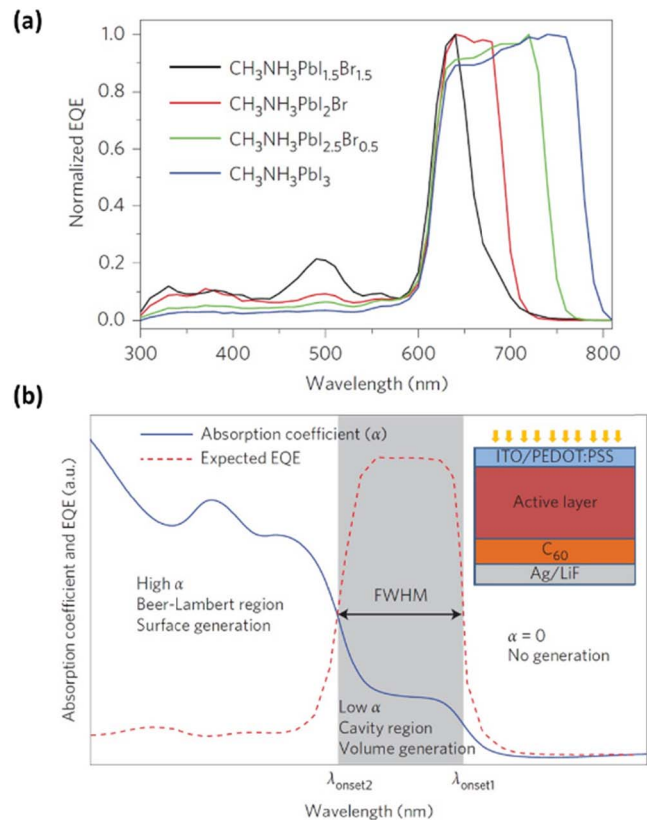 (a)
Normalized EQE
1.0
0.8
0.6
0.4
0.2
0.0
CH₃NH₃PbI₁.₅Br₁.₅
CH₃NH₃PbI₂Br
CH₃NH₃PbI₂.₅Br₀.₅
CH₃NH₃PbI₃
300 400 500 600 700 800
Wavelength (nm)
(b)
Absorption coefficient and EQE (a.u.)
Absorption coefficient (α)
Expected EQE
ITO/PEDOT:PSS
Active layer
C₆₀
Ag/LiF
High α
Beer-Lambert region
Surface generation
FWHM
α = 0
No generation
Low α
Cavity region
Volume generation
λonset2 λonset1
Wavelength (nm)